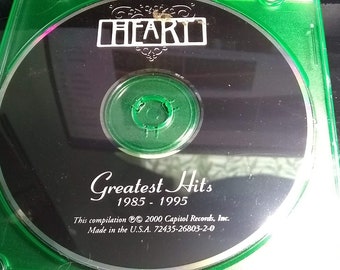 HEART
Greatest Hits
1985 - 1995
This compilation ℗ © 2000 Capitol Records, Inc.
Made in the U.S.A. 72435-26803-2-0